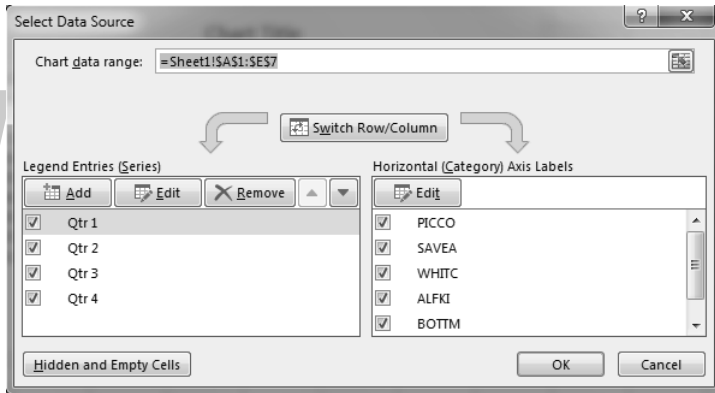 Select Data Source
Chart data range: =Sheet1!$A$1:$E$7
Switch Row/Column
Legend Entries (Series)
Horizontal (Category) Axis Labels
Add Edit Remove
Edit
Qtr 1
Qtr 2
Qtr 3
Qtr 4
PICCO
SAVEA
WHITC
ALFKI
BOTTM
Hidden and Empty Cells
OK Cancel